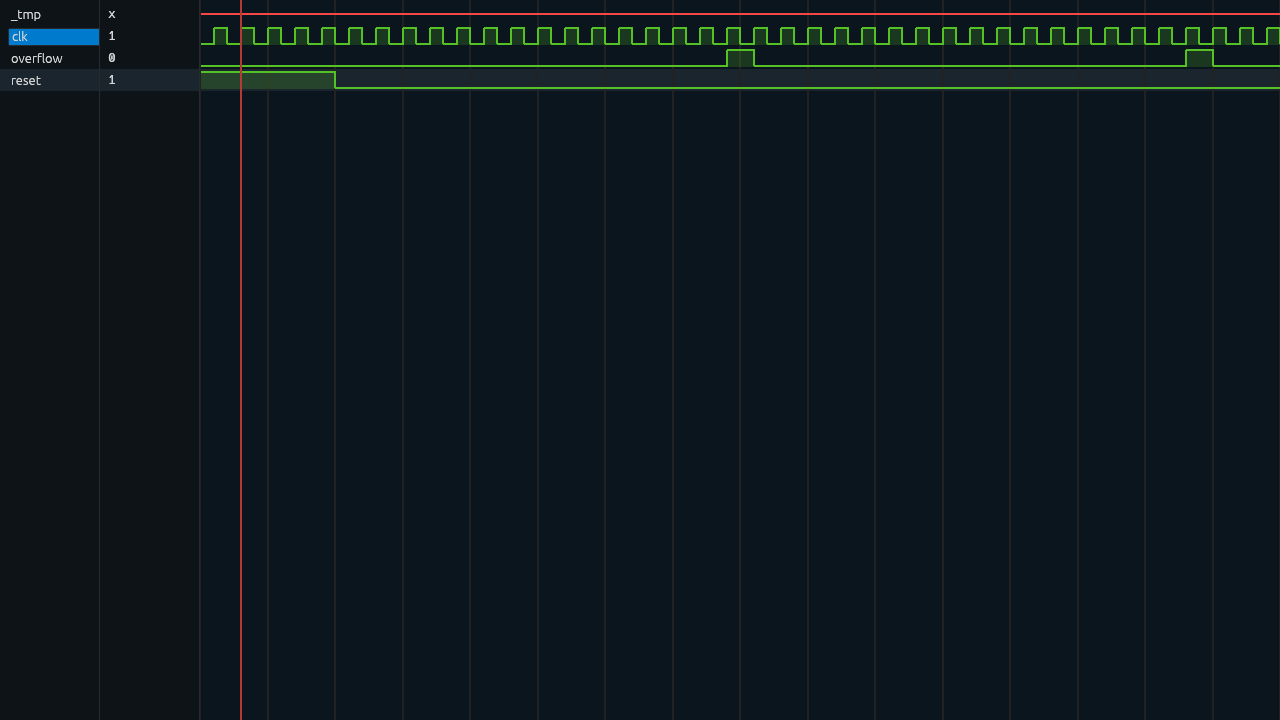 _tmp x
clk 1
overflow 0
reset 1